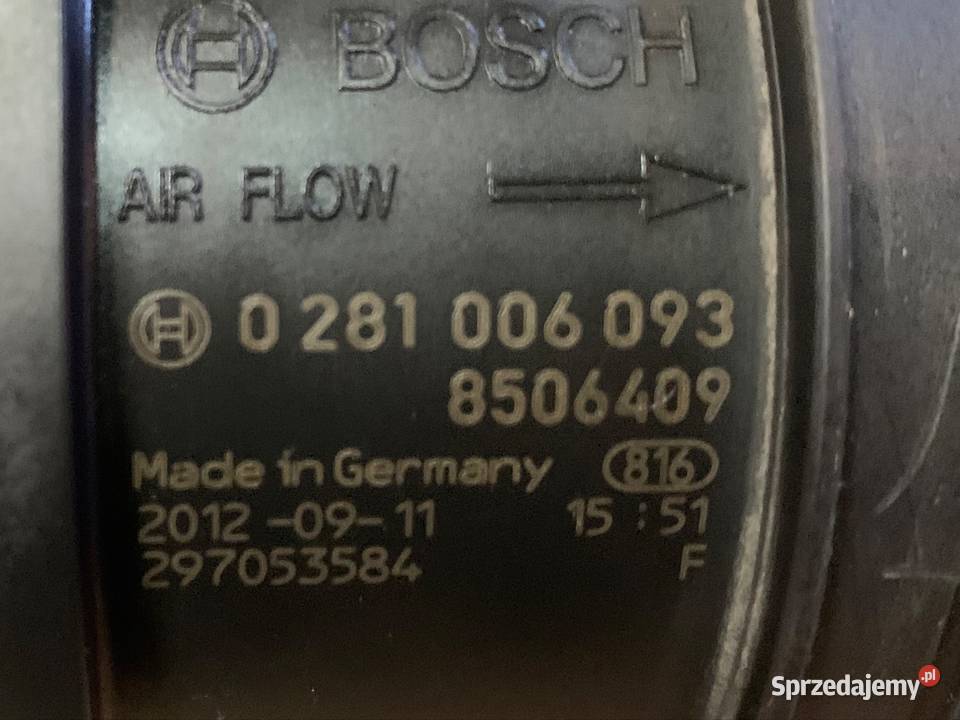 BOSCH
AIR FLOW
0 281 006 093
8506409
Made in Germany 816
2012-09-11 15:51
297053584 F
Sprzedajemy.pl